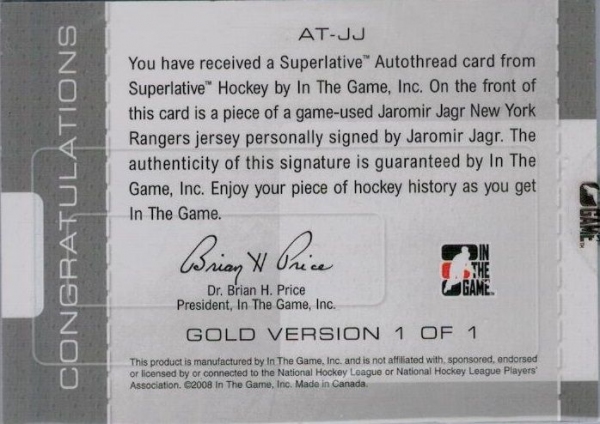 AT-JJ
You have received a Superlative™ Autothread card from
Superlative™ Hockey by In The Game, Inc. On the front of
this card is a piece of a game-used Jaromir Jagr New York
Rangers jersey personally signed by Jaromir Jagr. The
authenticity of this signature is guaranteed by In The
Game, Inc. Enjoy your piece of hockey history as you get
In The Game.
Brian H Price
Dr. Brian H. Price
President, In The Game, Inc.
IN
THE
GAME
GOLD VERSION 1 OF 1
This product is manufactured by In The Game, Inc. and is not affiliated with, sponsored, endorsed
or licensed by or connected to the National Hockey League or National Hockey League Players'
Association. ©2008 In The Game, Inc. Made in Canada.
CONGRATULATIONS
GAME